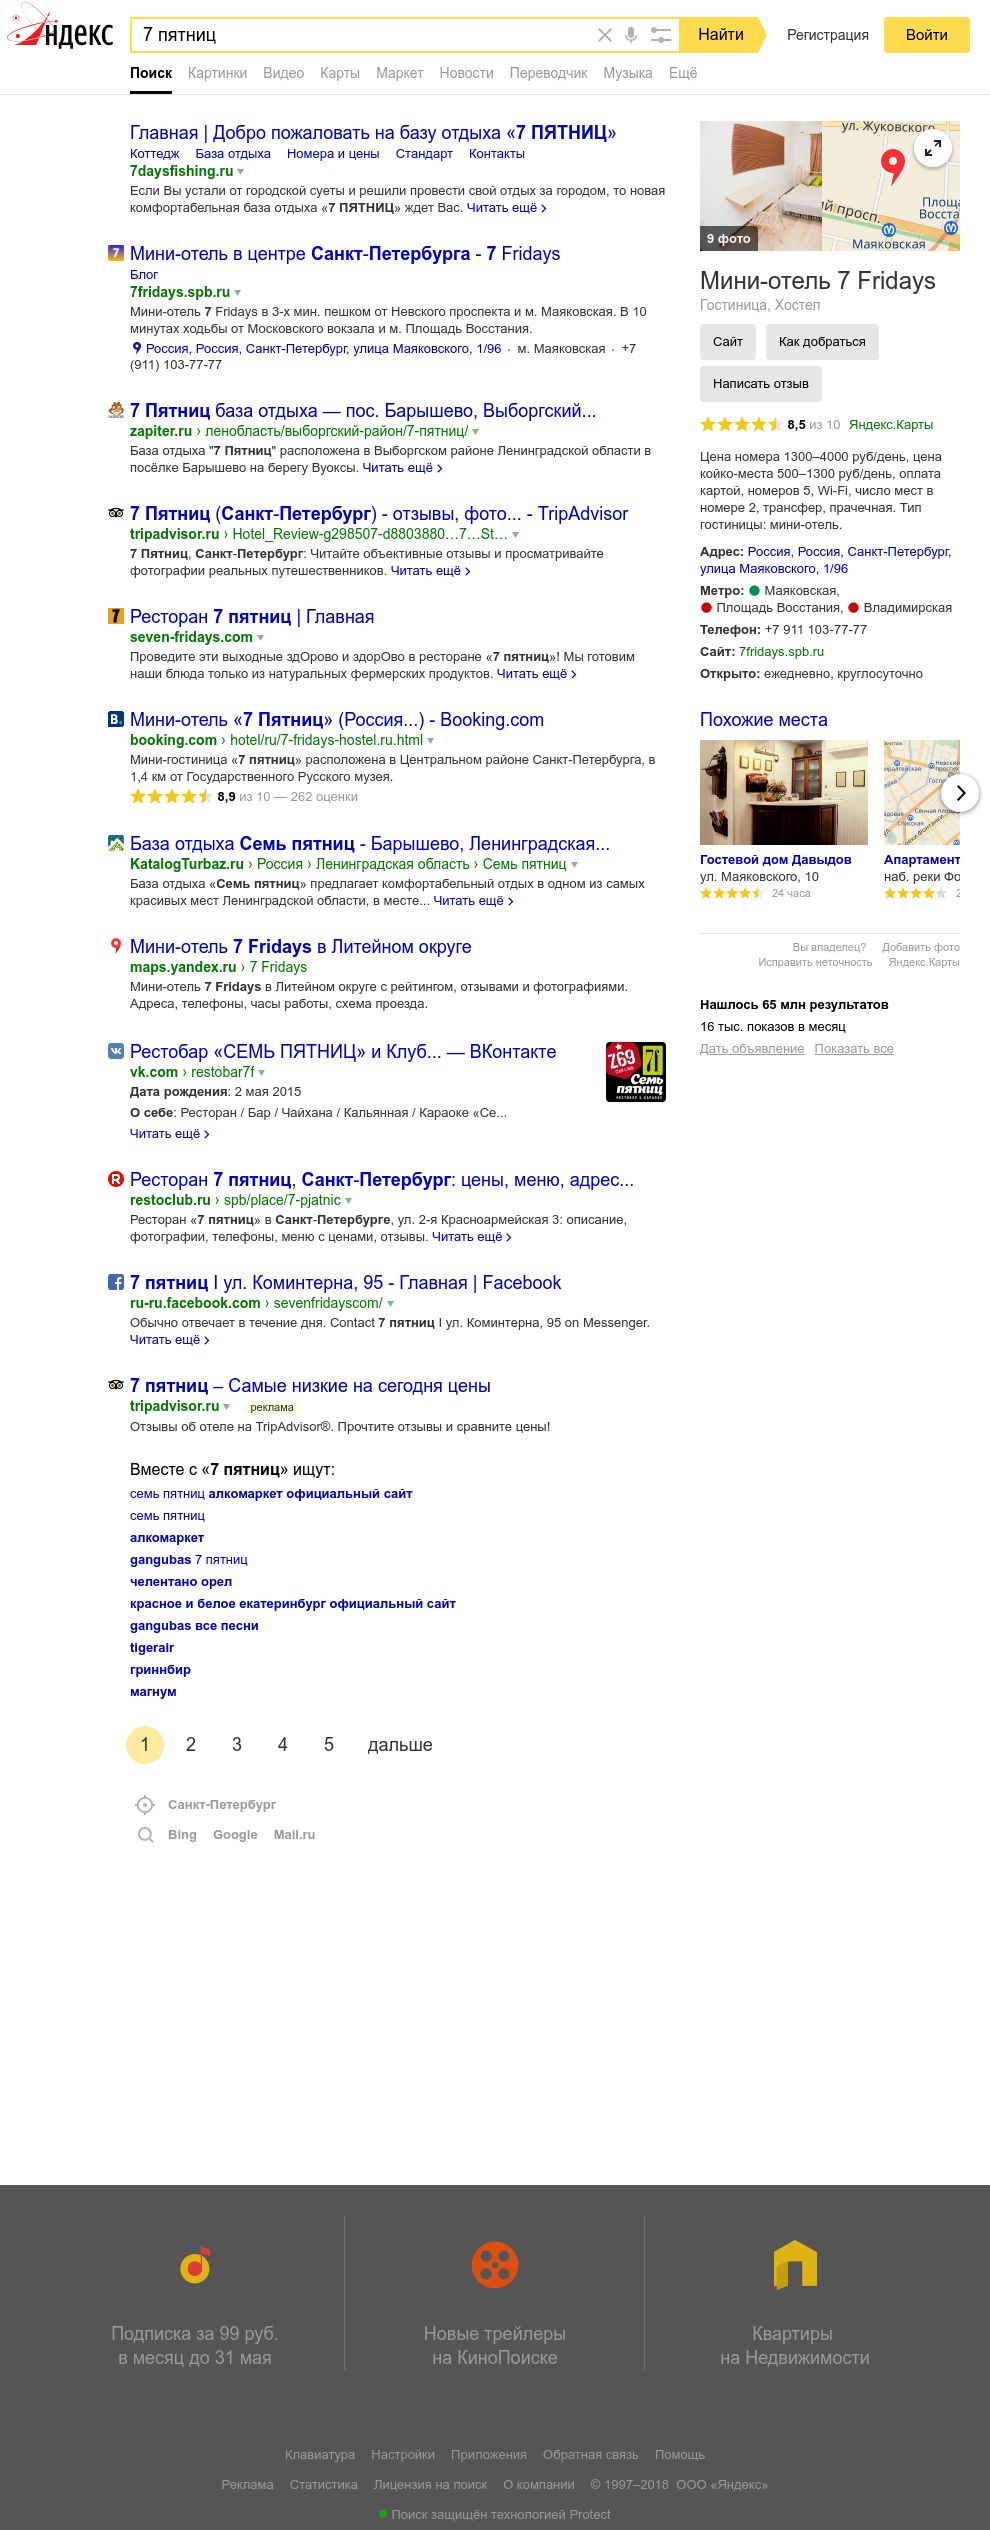 Яндекс
7 пятниц
Найти
Регистрация
Войти
Поиск Картинки Видео Карты Маркет Новости Переводчик Музыка Ещё
Главная | Добро пожаловать на базу отдыха «7 ПЯТНИЦ»
Коттедж База отдыха Номера и цены Стандарт Контакты
7daysfishing.ru
Если Вы устали от городской суеты и решили провести свой отдых за городом, то новая
комфортабельная база отдыха «7 ПЯТНИЦ» ждет Вас. Читать ещё
7
Мини-отель в центре Санкт-Петербурга - 7 Fridays
Блог
7fridays.spb.ru
Мини-отель 7 Fridays в 3-х мин. пешком от Невского проспекта и м. Маяковская. В 10
минутах ходьбы от Московского вокзала и м. Площадь Восстания.
Россия, Россия, Санкт-Петербург, улица Маяковского, 1/96 · м. Маяковская · +7
(911) 103-77-77
7 Пятниц база отдыха — пос. Барышево, Выборгский...
zapiter.ru › ленобласть/выборгский-район/7-пятниц/
База отдыха "7 Пятниц" расположена в Выборгском районе Ленинградской области в
посёлке Барышево на берегу Вуоксы. Читать ещё
7 Пятниц (Санкт-Петербург) - отзывы, фото... - TripAdvisor
tripadvisor.ru › Hotel_Review-g298507-d8803880…7…St…
7 Пятниц, Санкт-Петербург: Читайте объективные отзывы и просматривайте
фотографии реальных путешественников. Читать ещё
7
Ресторан 7 пятниц | Главная
seven-fridays.com
Проведите эти выходные здОрово и здорОво в ресторане «7 пятниц»! Мы готовим
наши блюда только из натуральных фермерских продуктов. Читать ещё
B.
Мини-отель «7 Пятниц» (Россия...) - Booking.com
booking.com › hotel/ru/7-fridays-hostel.ru.html
Мини-гостиница «7 пятниц» расположена в Центральном районе Санкт-Петербурга, в
1,4 км от Государственного Русского музея.
8,9 из 10 — 262 оценки
База отдыха Семь пятниц - Барышево, Ленинградская...
KatalogTurbaz.ru › Россия › Ленинградская область › Семь пятниц
База отдыха «Семь пятниц» предлагает комфортабельный отдых в одном из самых
красивых мест Ленинградской области, в месте... Читать ещё
Мини-отель 7 Fridays в Литейном округе
maps.yandex.ru › 7 Fridays
Мини-отель 7 Fridays в Литейном округе с рейтингом, отзывами и фотографиями.
Адреса, телефоны, часы работы, схема проезда.
Рестобар «СЕМЬ ПЯТНИЦ» и Клуб... — ВКонтакте
vk.com › restobar7f
Дата рождения: 2 мая 2015
О себе: Ресторан / Бар / Чайхана / Кальянная / Караоке «Се...
Читать ещё
Z69
7f
Семь
пятниц
РЕСТОБАР & КАРАОКЕ
R
Ресторан 7 пятниц, Санкт-Петербург: цены, меню, адрес...
restoclub.ru › spb/place/7-pjatnic
Ресторан «7 пятниц» в Санкт-Петербурге, ул. 2-я Красноармейская 3: описание,
фотографии, телефоны, меню с ценами, отзывы. Читать ещё
f
7 пятниц I ул. Коминтерна, 95 - Главная | Facebook
ru-ru.facebook.com › sevenfridayscom/
Обычно отвечает в течение дня. Contact 7 пятниц I ул. Коминтерна, 95 on Messenger.
Читать ещё
7 пятниц – Самые низкие на сегодня цены
tripadvisor.ru реклама
Отзывы об отеле на TripAdvisor®. Прочтите отзывы и сравните цены!
Вместе с «7 пятниц» ищут:
семь пятниц алкомаркет официальный сайт
семь пятниц
алкомаркет
gangubas 7 пятниц
челентано орел
красное и белое екатеринбург официальный сайт
gangubas все песни
tigerair
гриннбир
магнум
1 2 3 4 5 дальше
Санкт-Петербург
Bing Google Mail.ru
ул. Жуковского
ий просп.
Площа
Восста
Маяковская
9 фото
Мини-отель 7 Fridays
Гостиница, Хостел
Сайт
Как добраться
Написать отзыв
8,5 из 10 Яндекс.Карты
Цена номера 1300–4000 руб/день, цена
койко-места 500–1300 руб/день, оплата
картой, номеров 5, Wi-Fi, число мест в
номере 2, трансфер, прачечная. Тип
гостиницы: мини-отель.
Адрес: Россия, Россия, Санкт-Петербург,
улица Маяковского, 1/96
Метро: Маяковская,
Площадь Восстания, Владимирская
Телефон: +7 911 103-77-77
Сайт: 7fridays.spb.ru
Открыто: ежедневно, круглосуточно
Похожие места
Гостевой дом Давыдов
ул. Маяковского, 10
24 часа
Апартамент
наб. реки Фо
Вы владелец? Добавить фото
Исправить неточность Яндекс.Карты
Нашлось 65 млн результатов
16 тыс. показов в месяц
Дать объявление Показать все
Подписка за 99 руб.
в месяц до 31 мая
Новые трейлеры
на КиноПоиске
Квартиры
на Недвижимости
Клавиатура Настройки Приложения Обратная связь Помощь
Реклама Статистика Лицензия на поиск О компании © 1997–2018 ООО «Яндекс»
Поиск защищён технологией Protect